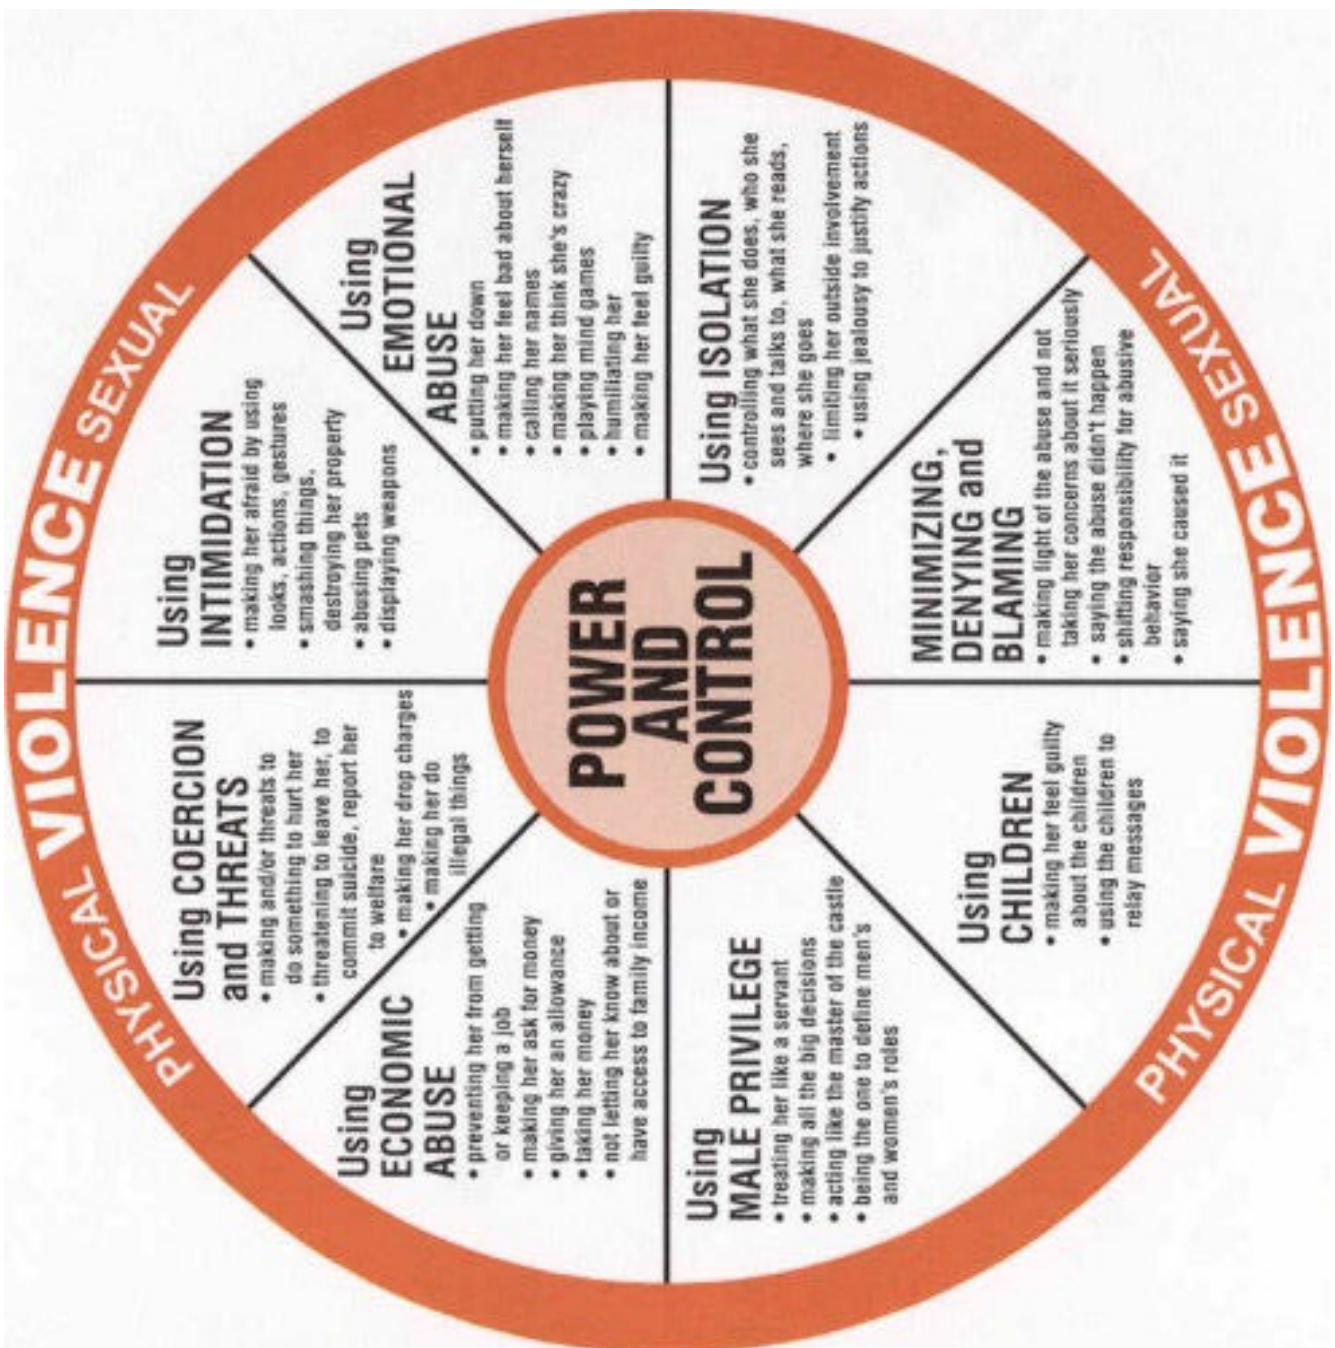 PHYSICAL VIOLENCE SEXUAL
Using COERCION
and THREATS
• making and/or threats to
do something to hurt her
• threatening to leave her, to
commit suicide, report her
to welfare
• making her drop charges
• making her do
illegal things
Using
INTIMIDATION
• making her afraid by using
looks, actions, gestures
• smashing things,
destroying her property
• abusing pets
• displaying weapons
Using
EMOTIONAL
ABUSE
• putting her down
• making her feel bad about herself
• calling her names
• making her think she's crazy
• playing mind games
• humiliating her
• making her feel guilty
Using ISOLATION
• controlling what she does, who she
sees and talks to, what she reads,
where she goes
• limiting her outside involvement
• using jealousy to justify actions
MINIMIZING,
DENYING and
BLAMING
• making light of the abuse and not
taking her concerns about it seriously
• saying the abuse didn't happen
• shifting responsibility for abusive
behavior
• saying she caused it
Using
CHILDREN
• making her feel guilty
about the children
• using the children to
relay messages
Using
MALE PRIVILEGE
• treating her like a servant
• making all the big decisions
• acting like the master of the castle
• being the one to define men's
and women's roles
Using
ECONOMIC
ABUSE
• preventing her from getting
or keeping a job
• making her ask for money
• giving her an allowance
• taking her money
• not letting her know about or
have access to family income
POWER
AND
CONTROL
PHYSICAL VIOLENCE SEXUAL